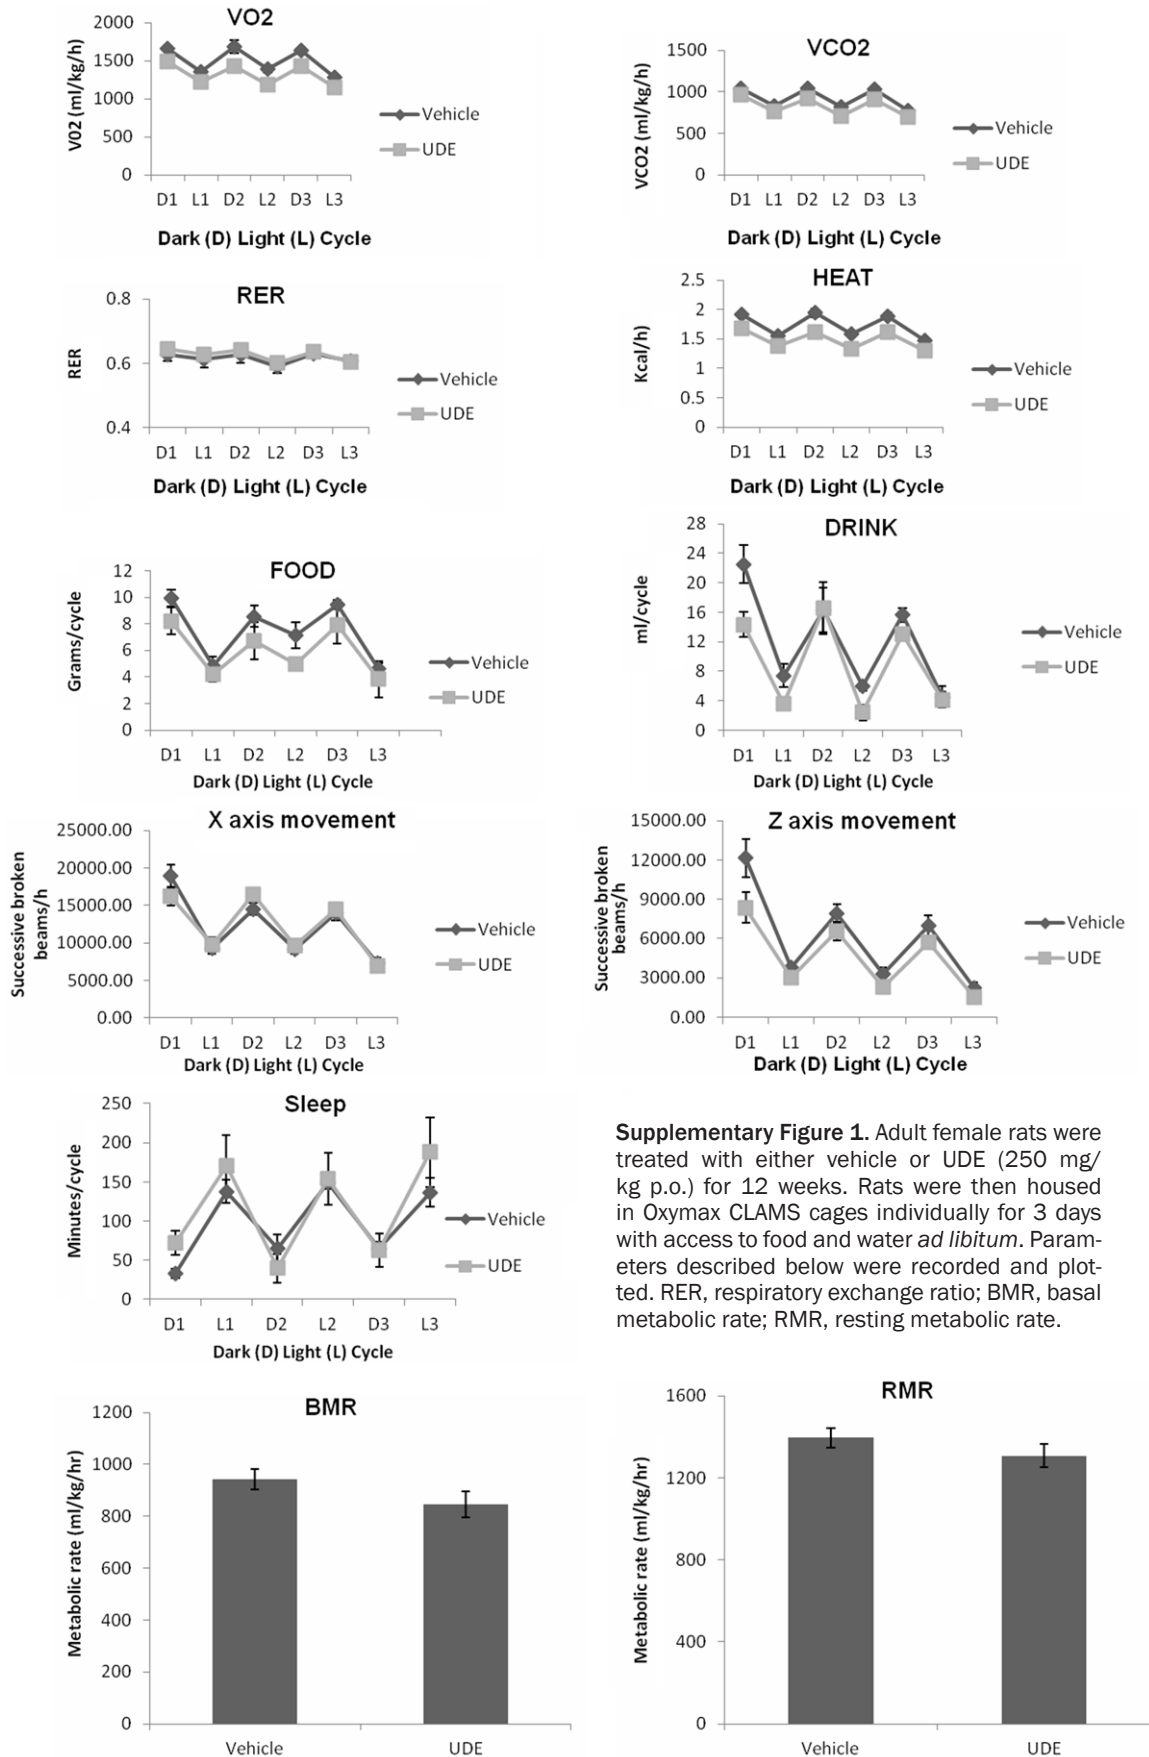 VO2
2000
1500
1000
500
0
V02 (ml/kg/h)
D1 L1 D2 L2 D3 L3
Dark (D) Light (L) Cycle
Vehicle
UDE
VCO2
1500
1000
500
0
VCO2 (ml/kg/h)
D1 L1 D2 L2 D3 L3
Dark (D) Light (L) Cycle
Vehicle
UDE
RER
0.8
0.6
0.4
RER
D1 L1 D2 L2 D3 L3
Dark (D) Light (L) Cycle
Vehicle
UDE
HEAT
2.5
2
1.5
1
0.5
0
Kcal/h)
D1 L1 D2 L2 D3 L3
Dark (D) Light (L) Cycle
Vehicle
UDE
FOOD
12
10
8
6
4
2
0
Grams/cycle
D1 L1 D2 L2 D3 L3
Dark (D) Light (L) Cycle
Vehicle
UDE
DRINK
28
24
20
16
12
8
4
0
ml/cycle
D1 L1 D2 L2 D3 L3
Dark (D) Light (L) Cycle
Vehicle
UDE
X axis movement
25000.00
20000.00
15000.00
10000.00
5000.00
0.00
Successive broken
beams/h
D1 L1 D2 L2 D3 L3
Dark (D) Light (L) Cycle
Vehicle
UDE
Z axis movement
15000.00
12000.00
9000.00
6000.00
3000.00
0.00
Successive broken
beams/h
D1 L1 D2 L2 D3 L3
Dark (D) Light (L) Cycle
Vehicle
UDE
Sleep
250
200
150
100
50
0
Minutes/cycle
D1 L1 D2 L2 D3 L3
Dark (D) Light (L) Cycle
Vehicle
UDE
Supplementary Figure 1. Adult female rats were
treated with either vehicle or UDE (250 mg/
kg p.o.) for 12 weeks. Rats were then housed
in Oxymax CLAMS cages individually for 3 days
with access to food and water ad libitum. Param-
eters described below were recorded and plot-
ted. RER, respiratory exchange ratio; BMR, basal
metabolic rate; RMR, resting metabolic rate.
BMR
1200
1000
800
600
400
200
0
Metabolic rate (ml/kg/hr)
Vehicle UDE
RMR
1600
1200
800
400
0
Metabolic rate (ml/kg/hr)
Vehicle UDE